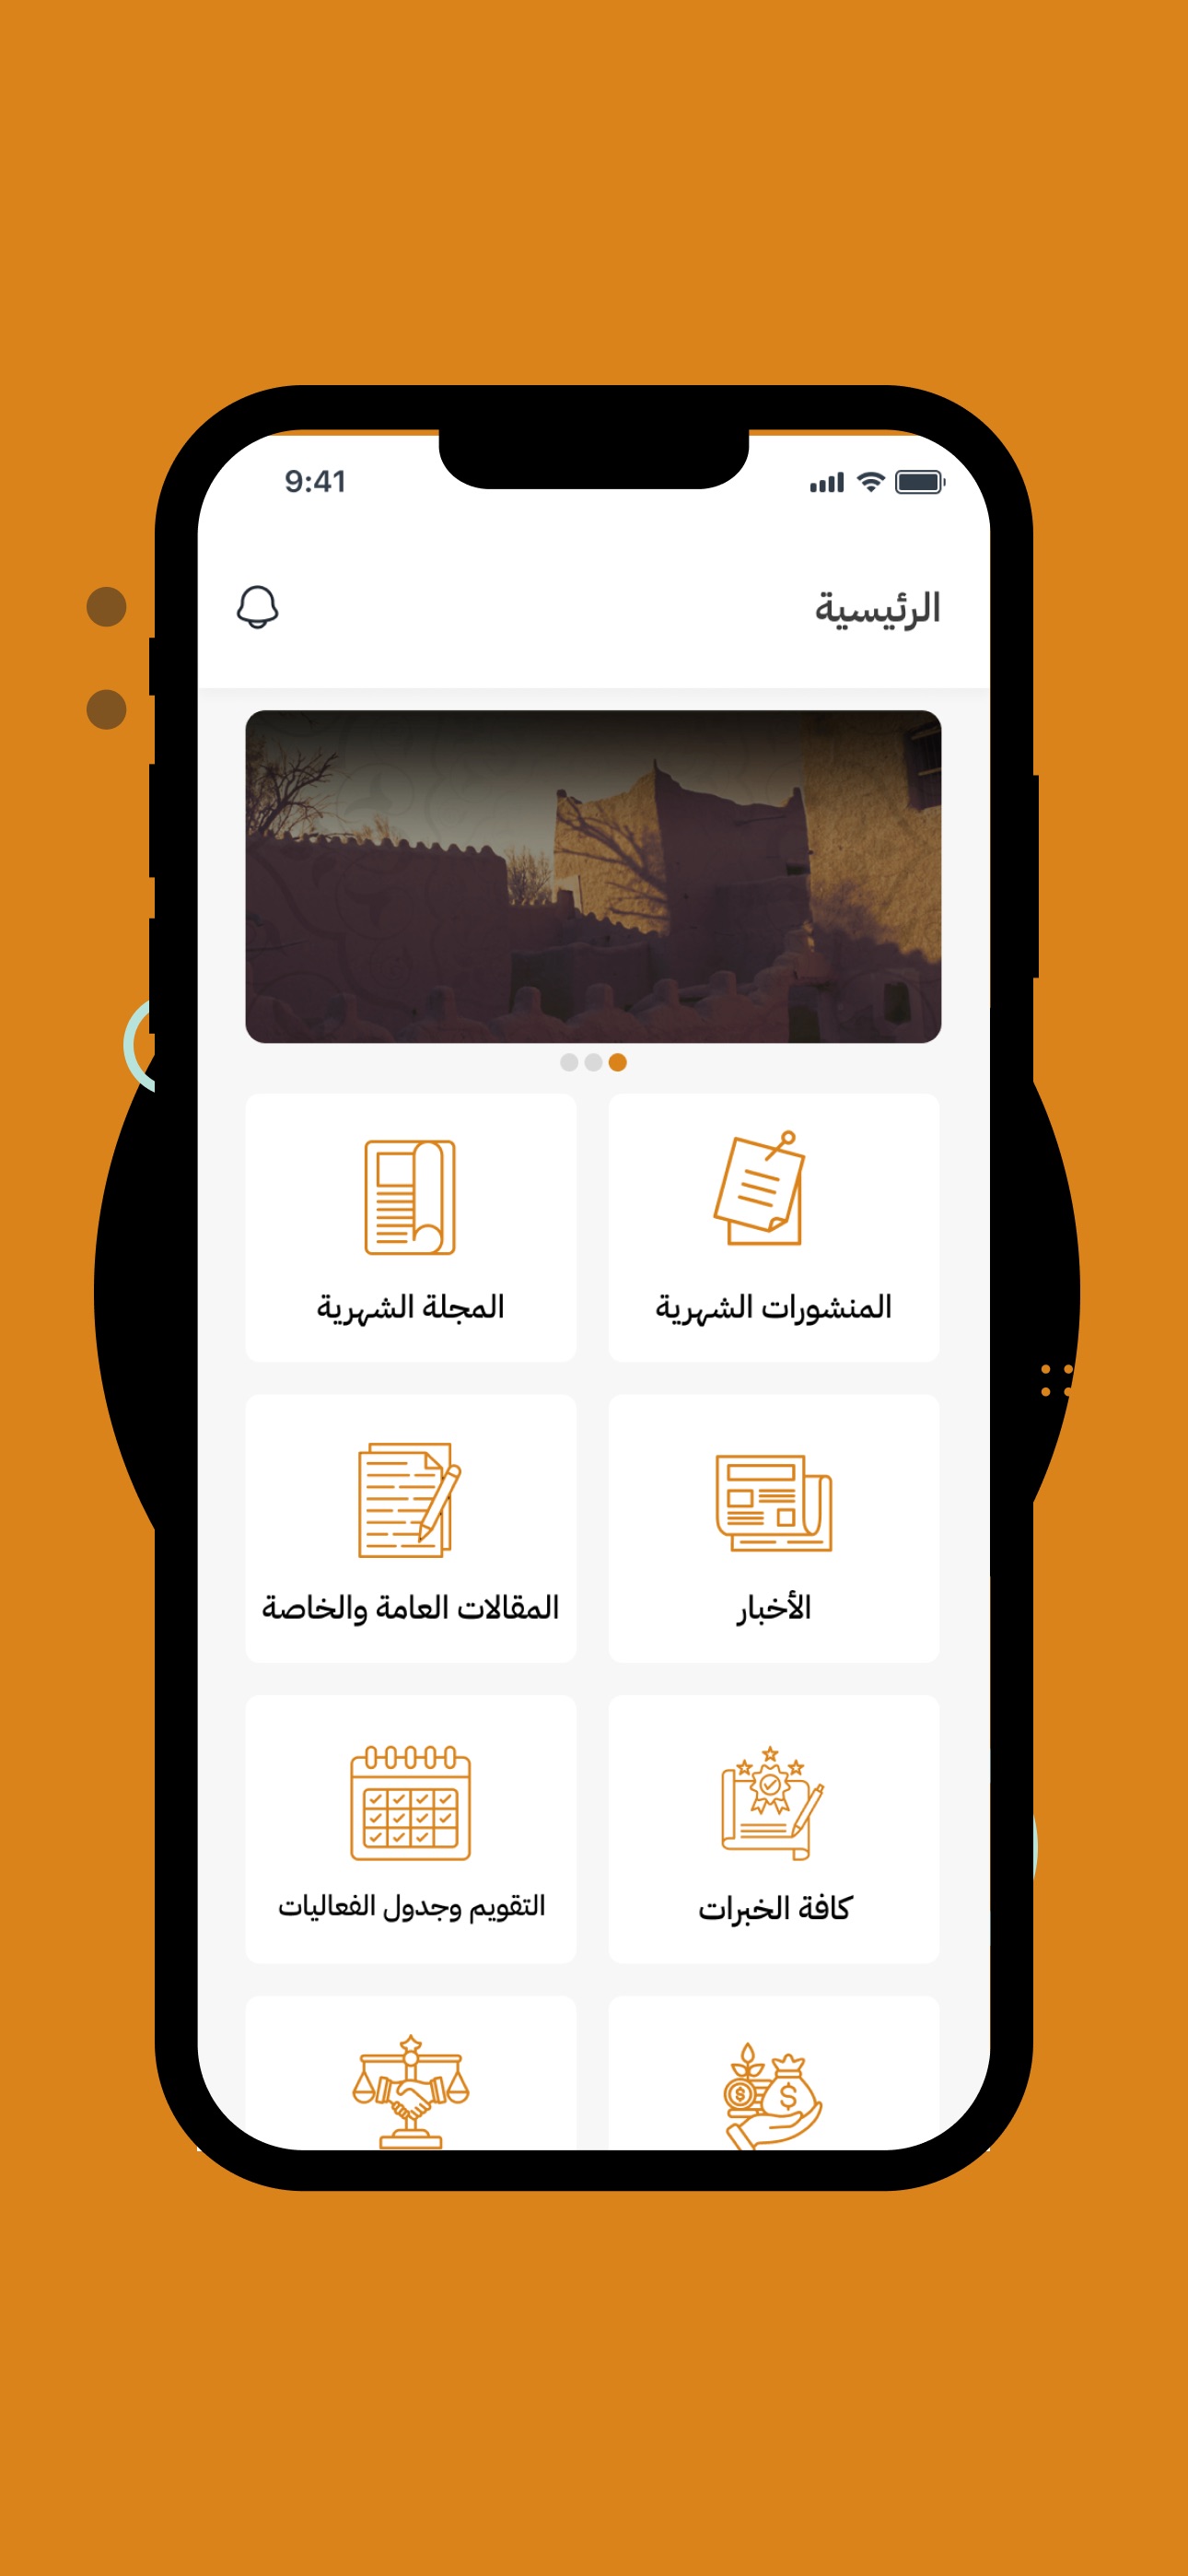 9:41
الرئيسية
المنشورات الشهرية
المجلة الشهرية
الأخبار
المقالات العامة والخاصة
كافة الخبرات
التقويم وجدول الفعاليات